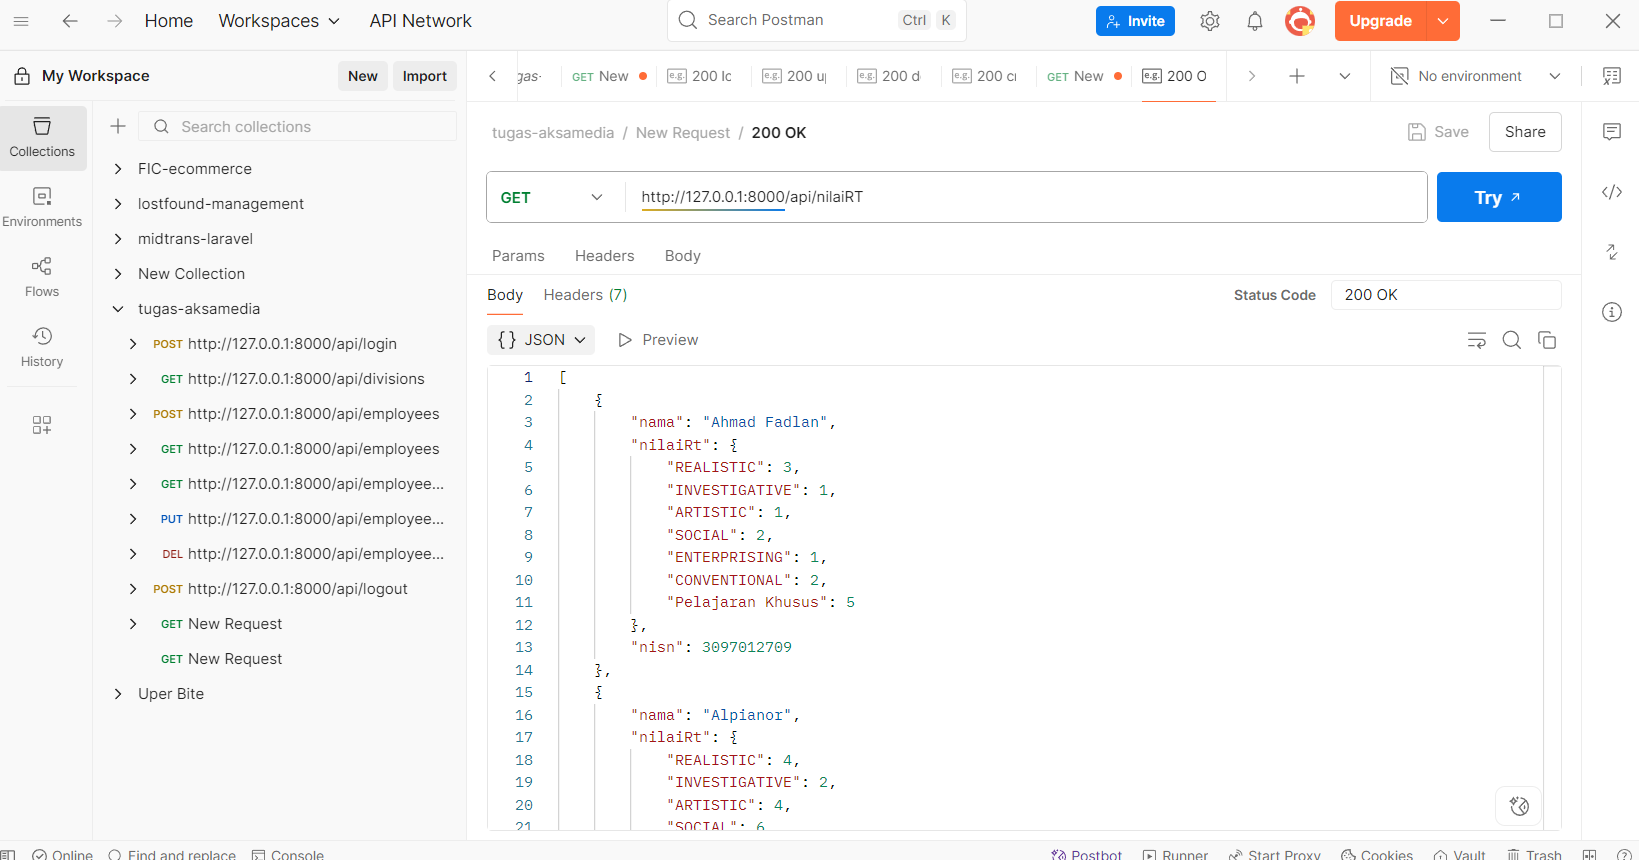 Home Workspaces API Network Search Postman Ctrl K Invite Upgrade
My Workspace New Import
GET New e.g. 200 e.g. 200 e.g. 200 e.g. 200 GET New e.g. 200 O No environment
Collections
Environments
Flows
History
Search collections
FIC-ecommerce
lostfound-management
midtrans-laravel
New Collection
tugas-aksamedia
POST http://127.0.0.1:8000/api/login
GET http://127.0.0.1:8000/api/divisions
POST http://127.0.0.1:8000/api/employees
GET http://127.0.0.1:8000/api/employees
GET http://127.0.0.1:8000/api/employee...
PUT http://127.0.0.1:8000/api/employee...
DEL http://127.0.0.1:8000/api/employee...
POST http://127.0.0.1:8000/api/logout
GET New Request
GET New Request
Uper Bite
tugas-aksamedia / New Request / 200 OK Save Share
GET http://127.0.0.1:8000/api/nilaiRT Try
Params Headers Body
Body Headers (7) Status Code 200 OK
{} JSON Preview
1 [
2 {
3 "nama": "Ahmad Fadlan",
4 "nilaiRt": {
5 "REALISTIC": 3,
6 "INVESTIGATIVE": 1,
7 "ARTISTIC": 1,
8 "SOCIAL": 2,
9 "ENTERPRISING": 1,
10 "CONVENTIONAL": 2,
11 "Pelajaran Khusus": 5
12 },
13 "nisn": 3097012709
14 },
15 {
16 "nama": "Alpianor",
17 "nilaiRt": {
18 "REALISTIC": 4,
19 "INVESTIGATIVE": 2,
20 "ARTISTIC": 4,
21 "SOCIAL": 6
Online Find and replace Console Postbot Runner Start Proxy Cookies Vault Trash